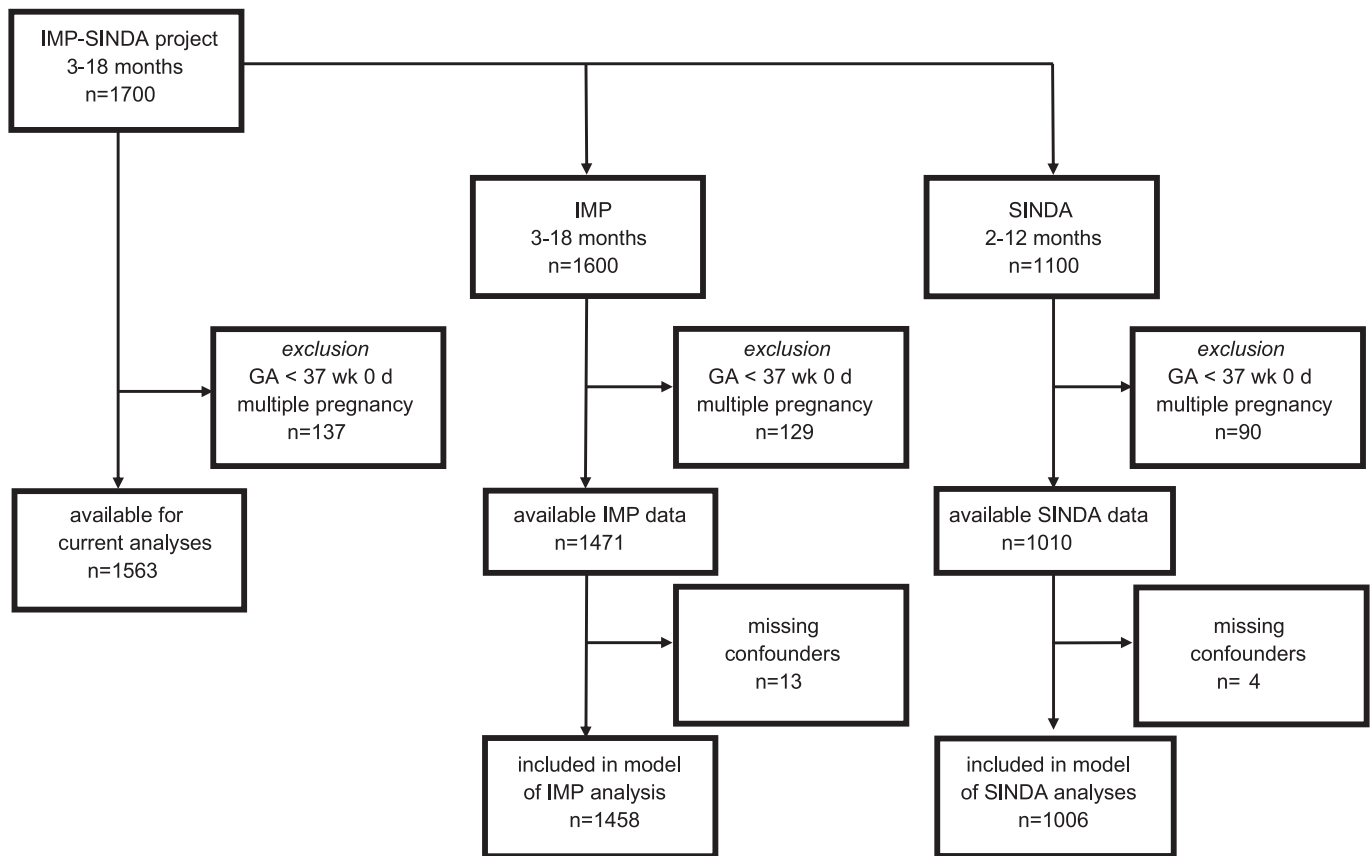 IMP-SINDA project
3-18 months
n=1700
IMP
3-18 months
n=1600
SINDA
2-12 months
n=1100
exclusion
GA < 37 wk 0 d
multiple pregnancy
n=137
exclusion
GA < 37 wk 0 d
multiple pregnancy
n=129
exclusion
GA < 37 wk 0 d
multiple pregnancy
n=90
available for
current analyses
n=1563
available IMP data
n=1471
available SINDA data
n=1010
missing
confounders
n=13
missing
confounders
n= 4
included in model
of IMP analysis
n=1458
included in model
of SINDA analyses
n=1006